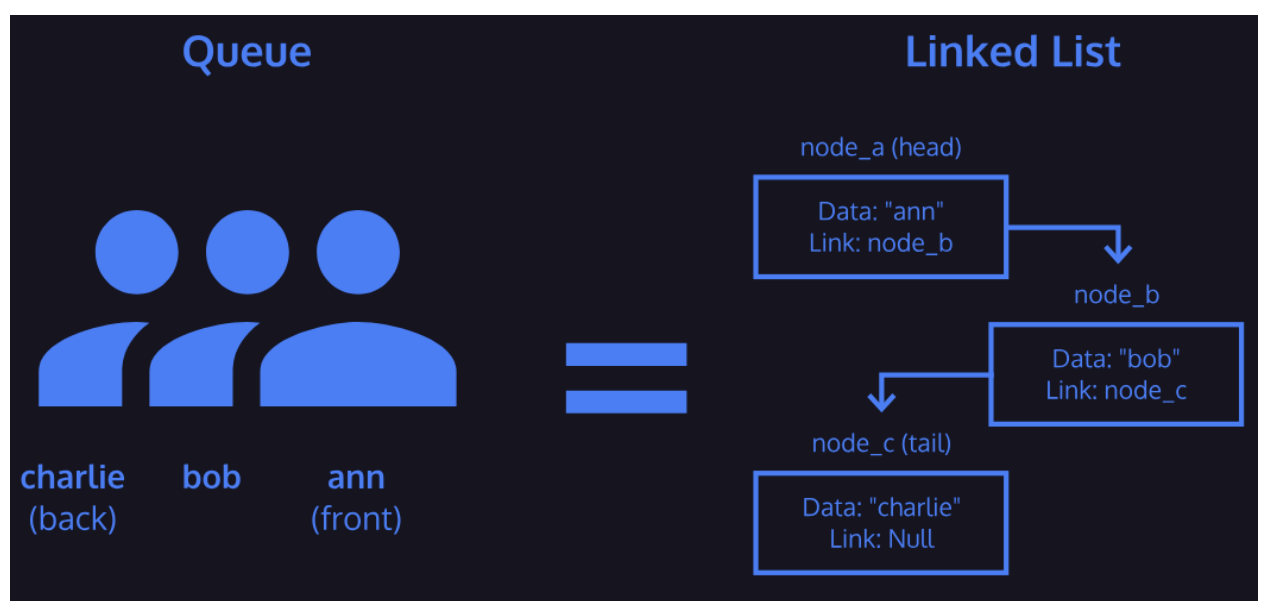 Queue
charlie
(back)
bob
ann
(front)
Linked List
node_a (head)
Data: "ann"
Link: node_b
node_b
Data: "bob"
Link: node_c
node_c (tail)
Data: "charlie"
Link: Null